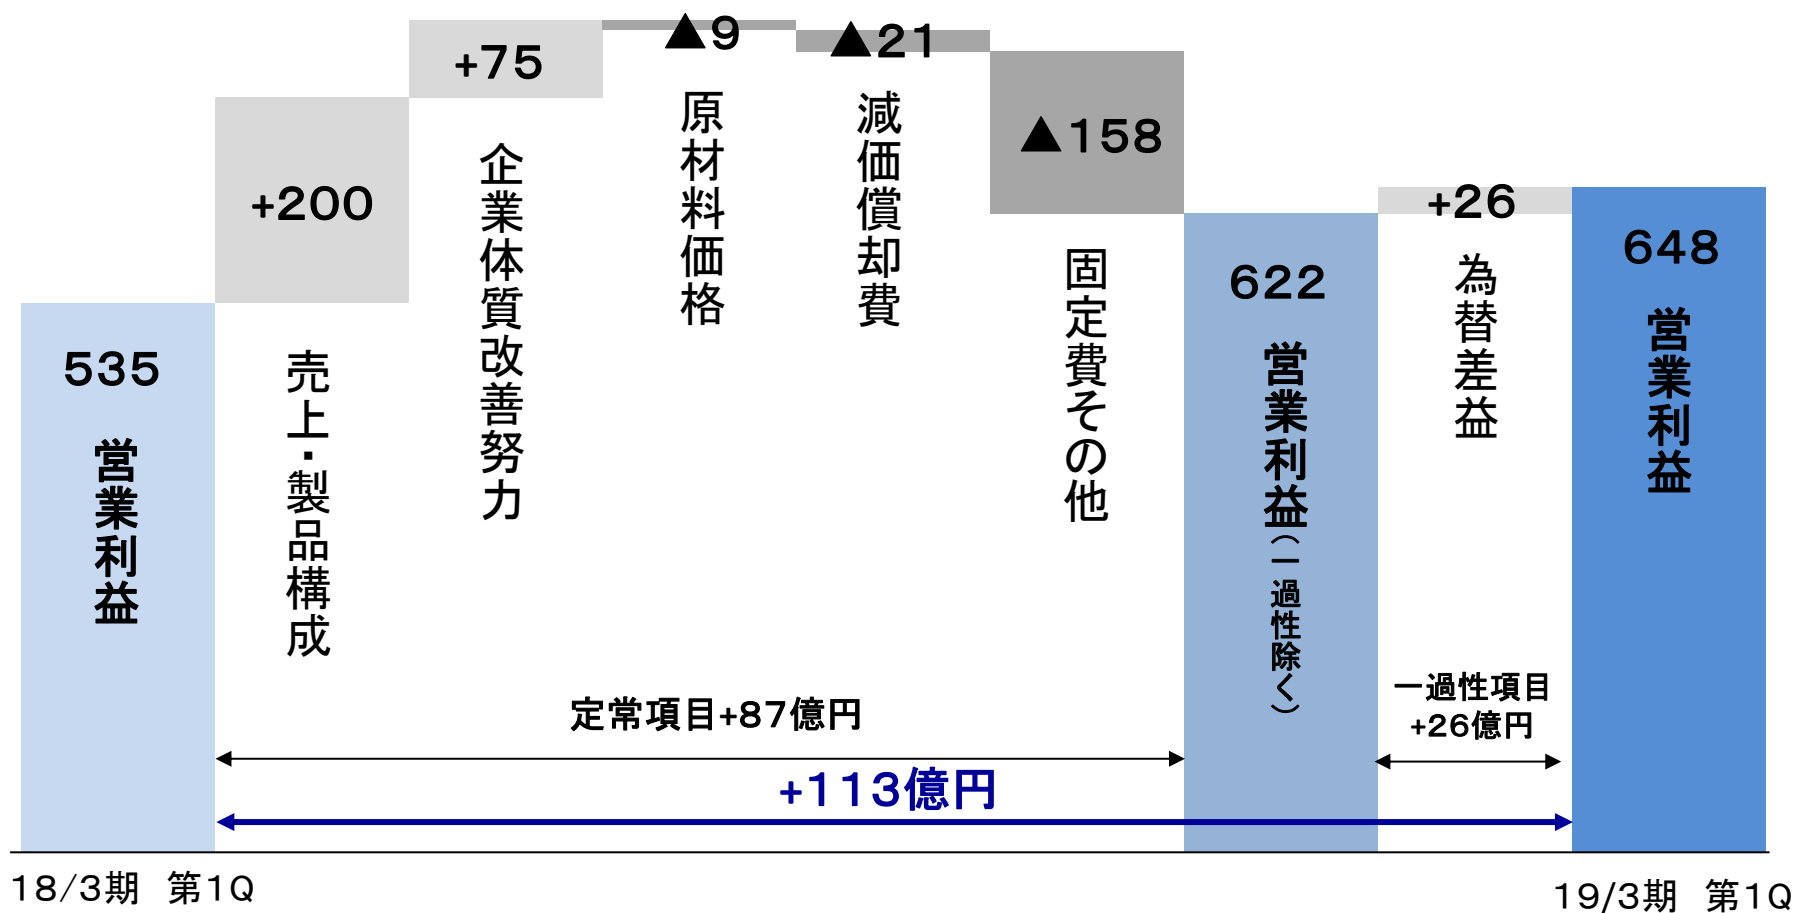 535
営業利益
+200
売上・製品構成
+75
企業体質改善努力
▲9
原材料価格
▲21
減価償却費
▲158
固定費その他
622
営業利益(一過性除く)
+26
為替差益
648
営業利益
定常項目+87億円
一過性項目
+26億円
+113億円
18/3期 第1Q
19/3期 第1Q